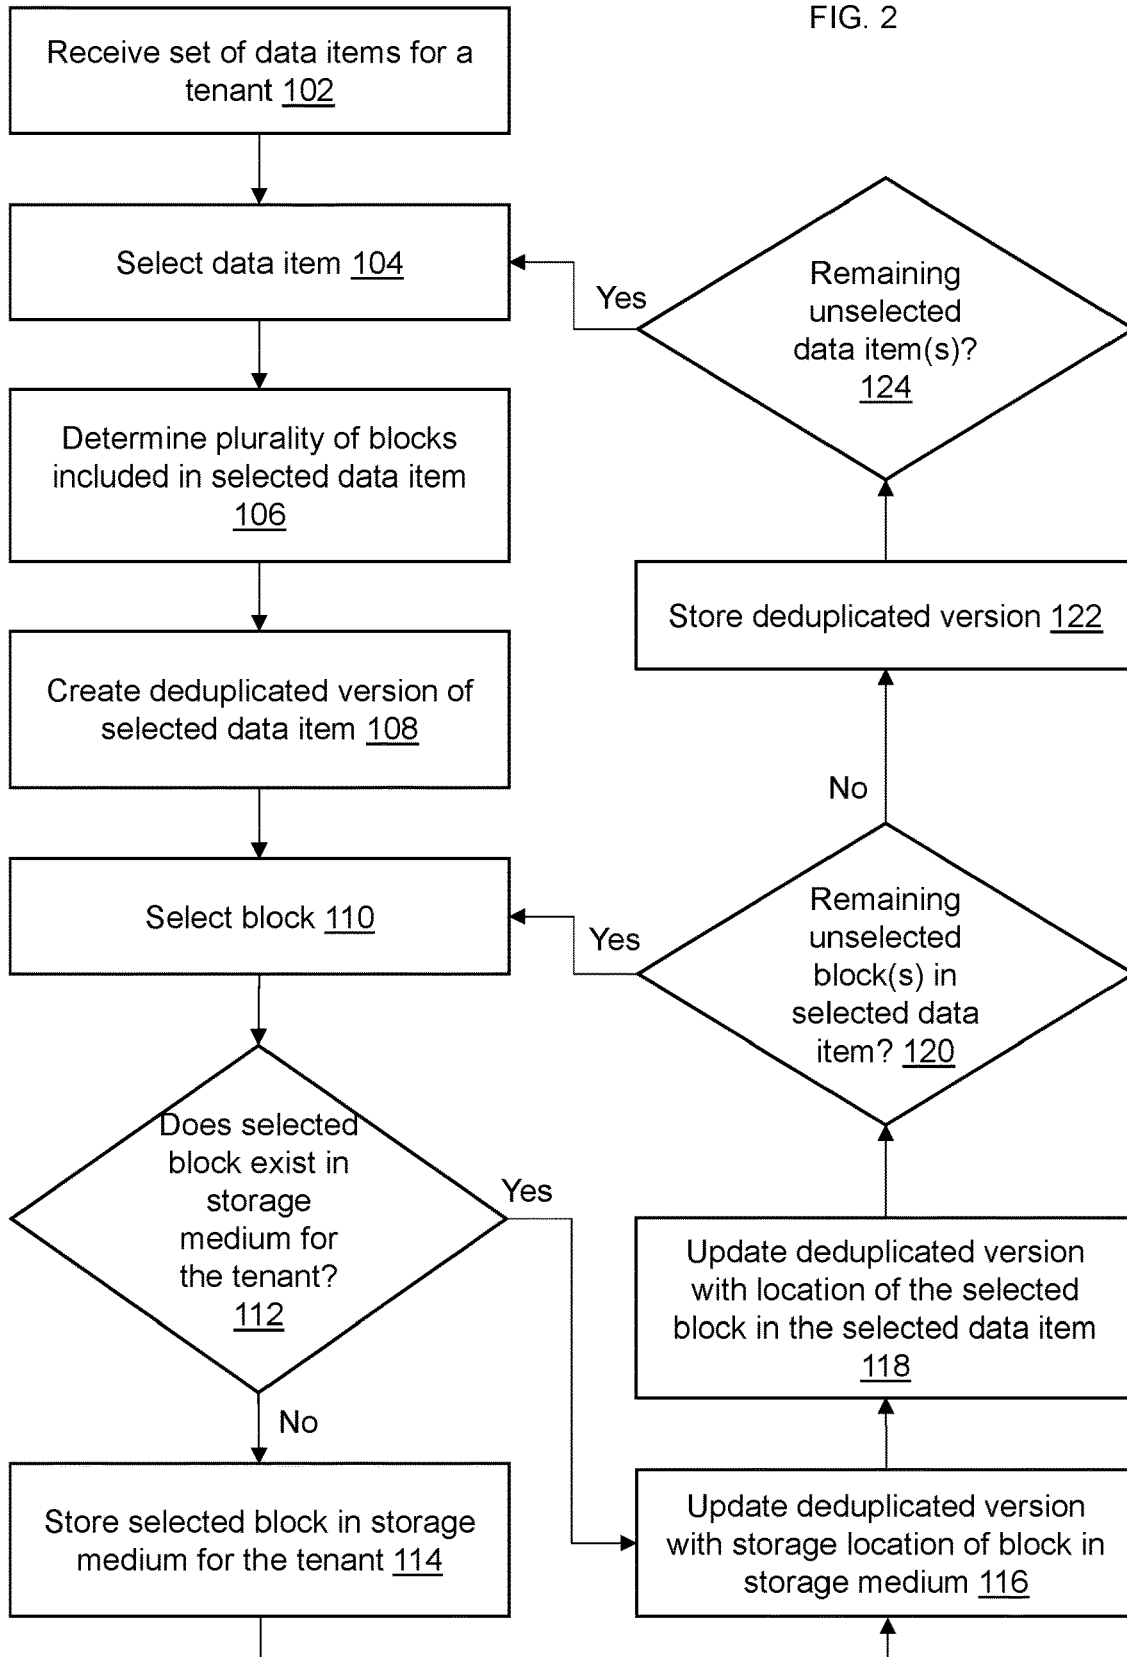 FIG. 2
Receive set of data items for a
tenant 102
Select data item 104
Determine plurality of blocks
included in selected data item
106
Create deduplicated version of
selected data item 108
Select block 110
Does selected
block exist in
storage
medium for
the tenant?
112
Yes
No
Store selected block in storage
medium for the tenant 114
Update deduplicated version
with storage location of block in
storage medium 116
Update deduplicated version
with location of the selected
block in the selected data item
118
Remaining
unselected
block(s) in
selected data
item? 120
Yes
No
Store deduplicated version 122
Remaining
unselected
data item(s)?
124
Yes